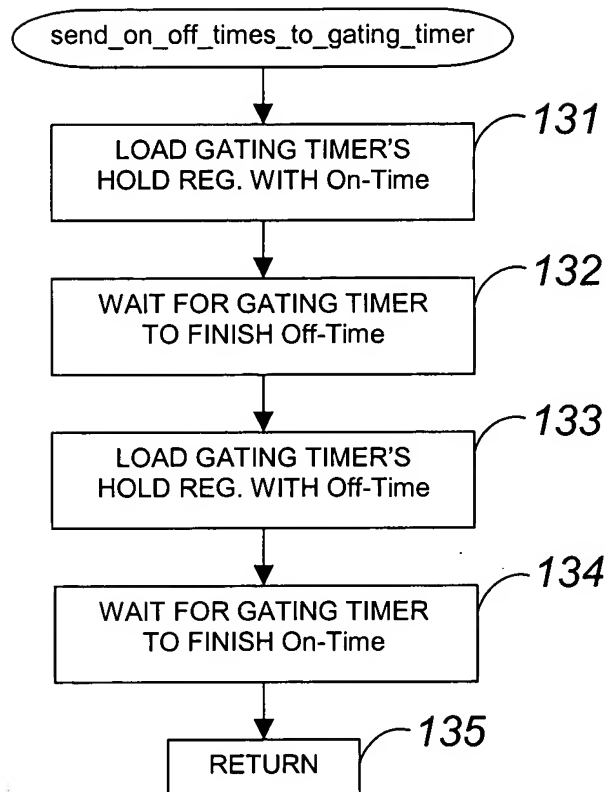 send_on_off_times_to_gating_timer
131
LOAD GATING TIMER'S
HOLD REG. WITH On-Time
132
WAIT FOR GATING TIMER
TO FINISH Off-Time
133
LOAD GATING TIMER'S
HOLD REG. WITH Off-Time
134
WAIT FOR GATING TIMER
TO FINISH On-Time
135
RETURN